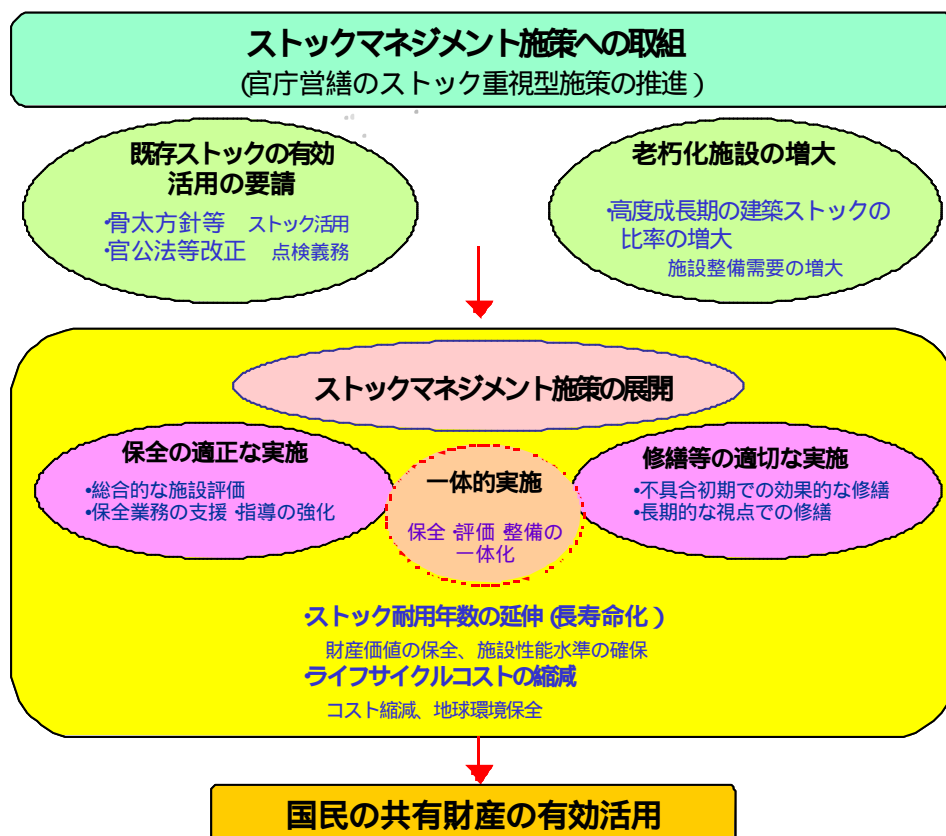 ストックマネジメント施策への取組
(官庁営繕のストック重視型施策の推進)
既存ストックの有効
活用の要請
・骨太方針等 ストック活用
・官公法等改正 点検義務
老朽化施設の増大
・高度成長期の建築ストックの
比率の増大
施設整備需要の増大
ストックマネジメント施策の展開
保全の適正な実施
・総合的な施設評価
・保全業務の支援・指導の強化
一体的実施
保全・評価・整備の
一体化
修繕等の適切な実施
・不具合初期での効果的な修繕
・長期的な視点での修繕
・ストック耐用年数の延伸(長寿命化)
財産価値の保全、施設性能水準の確保
・ライフサイクルコストの縮減
コスト縮減、地球環境保全
国民の共有財産の有効活用